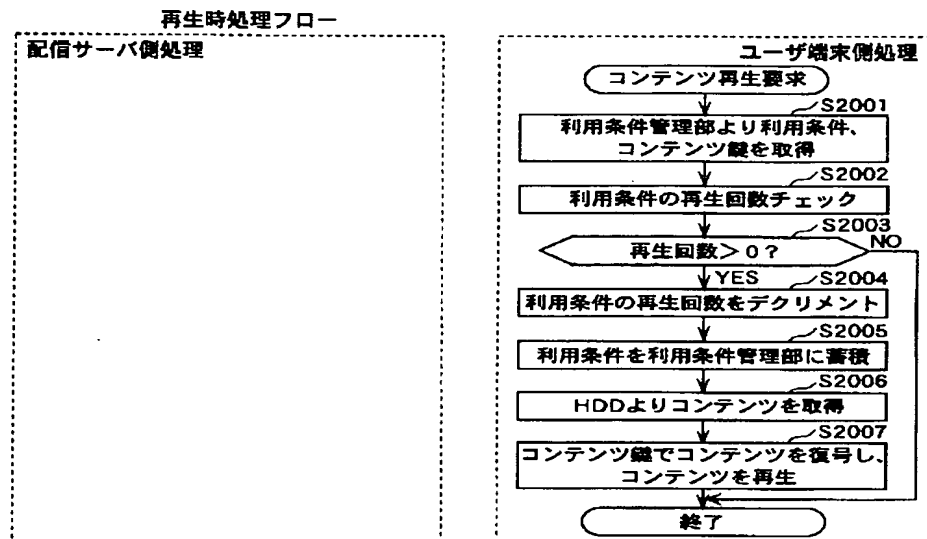 再生時処理フロー
配信サーバ側処理
ユーザ端末側処理
コンテンツ再生要求
S2001
利用条件管理部より利用条件、
コンテンツ鍵を取得
S2002
利用条件の再生回数チェック
S2003
再生回数＞0？
NO
YES
S2004
利用条件の再生回数をデクリメント
S2005
利用条件を利用条件管理部に蓄積
S2006
HDDよりコンテンツを取得
S2007
コンテンツ鍵でコンテンツを復号し、
コンテンツを再生
終了